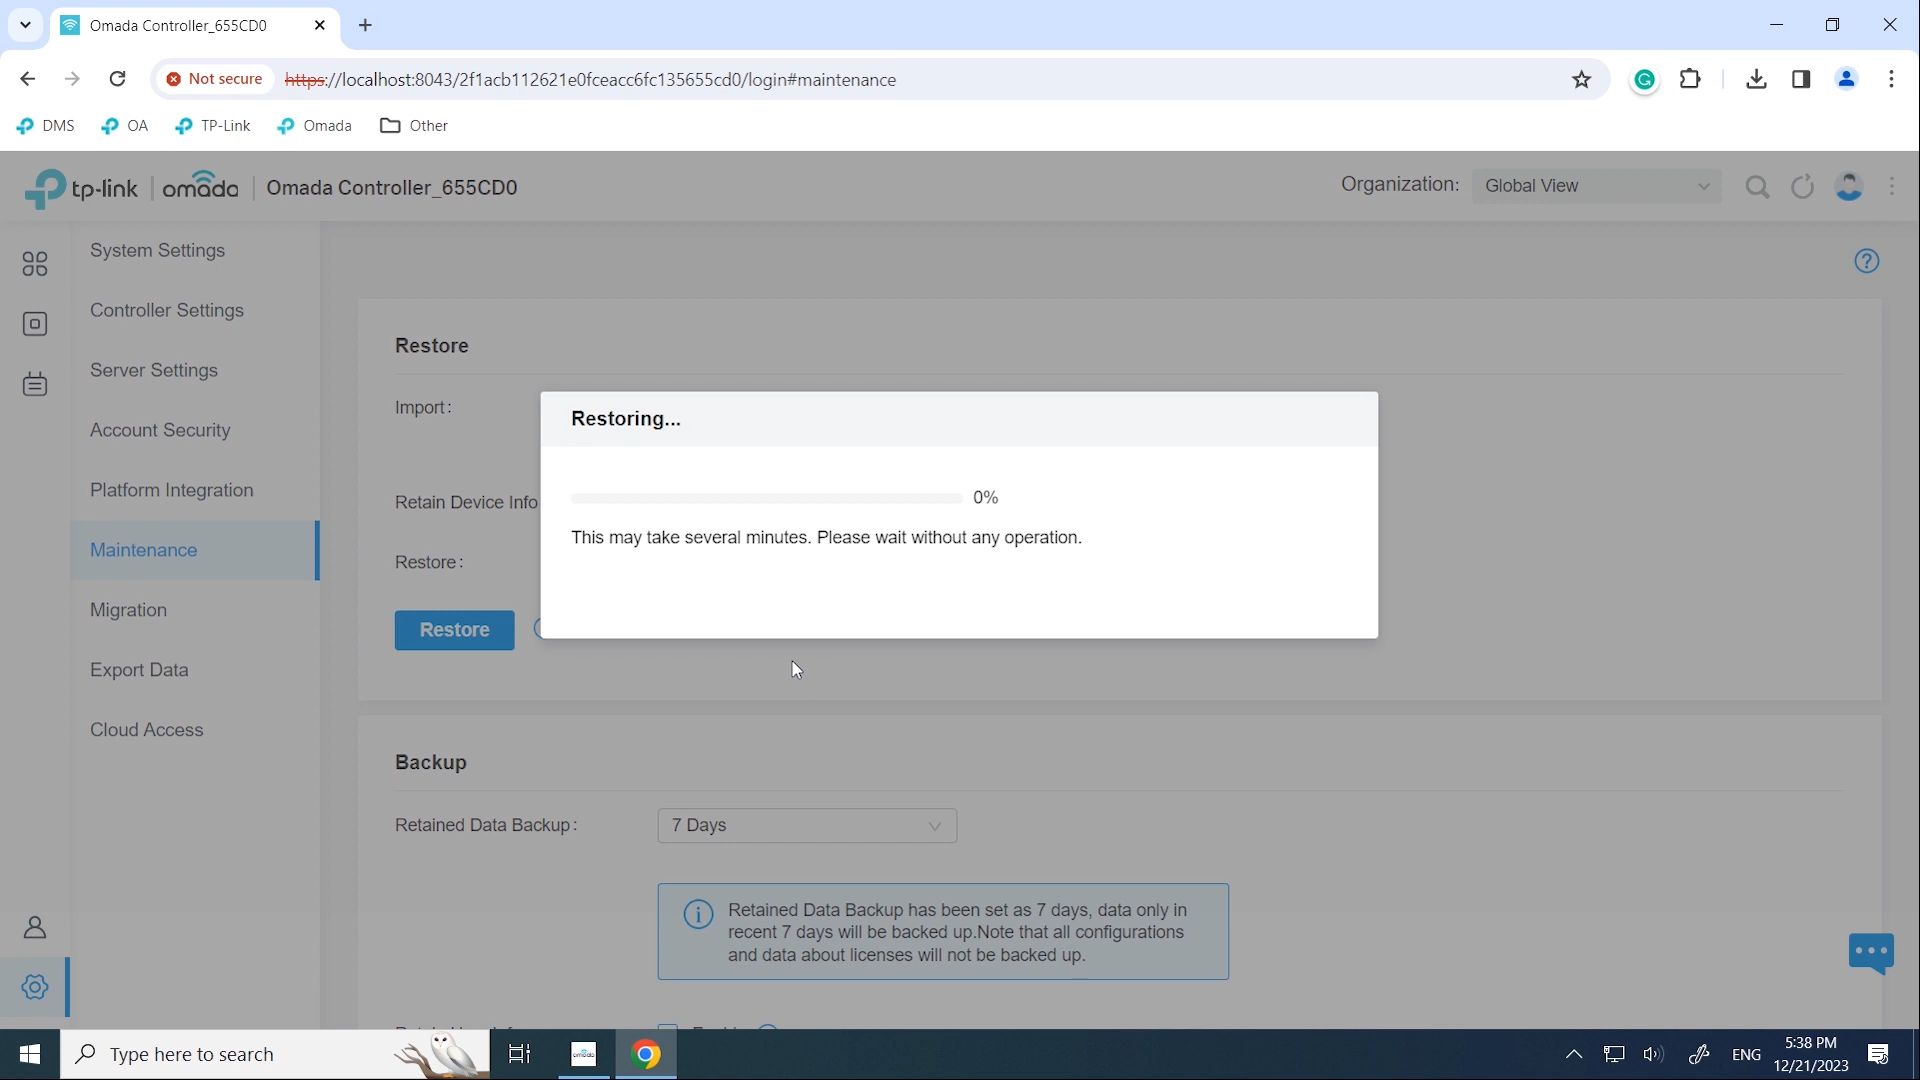 Omada Controller_655CD0
Not secure https://localhost:8043/2f1acb112621e0fceacc6fc135655cd0/login#maintenance
DMS OA TP-Link Omada Other
tp-link omada Omada Controller_655CD0 Organization: Global View
System Settings
Controller Settings
Server Settings
Account Security
Platform Integration
Maintenance
Migration
Export Data
Cloud Access
Restore
Import:
Retain Device Info
Restore:
Restore
Restoring...
0%
This may take several minutes. Please wait without any operation.
Backup
Retained Data Backup: 7 Days
Retained Data Backup has been set as 7 days, data only in
recent 7 days will be backed up.Note that all configurations
and data about licenses will not be backed up.
Type here to search
omada
ENG
5:38 PM
12/21/2023